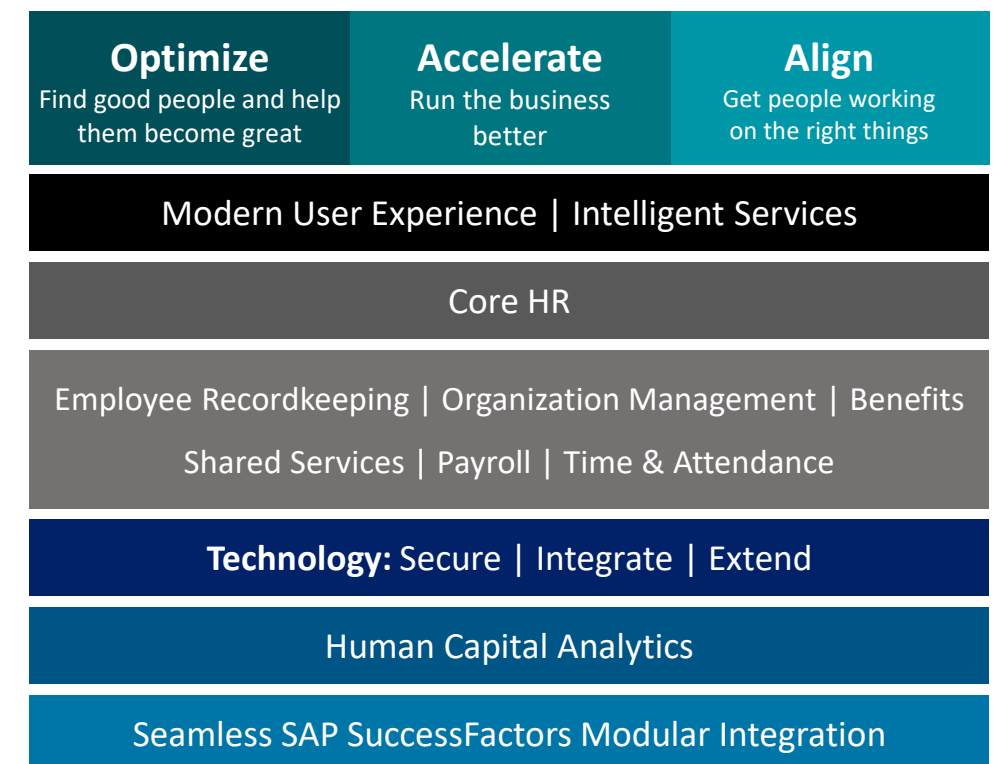 Optimize
Find good people and help
them become great
Accelerate
Run the business
better
Align
Get people working
on the right things
Modern User Experience | Intelligent Services
Core HR
Employee Recordkeeping | Organization Management | Benefits
Shared Services | Payroll | Time & Attendance
Technology: Secure | Integrate | Extend
Human Capital Analytics
Seamless SAP SuccessFactors Modular Integration